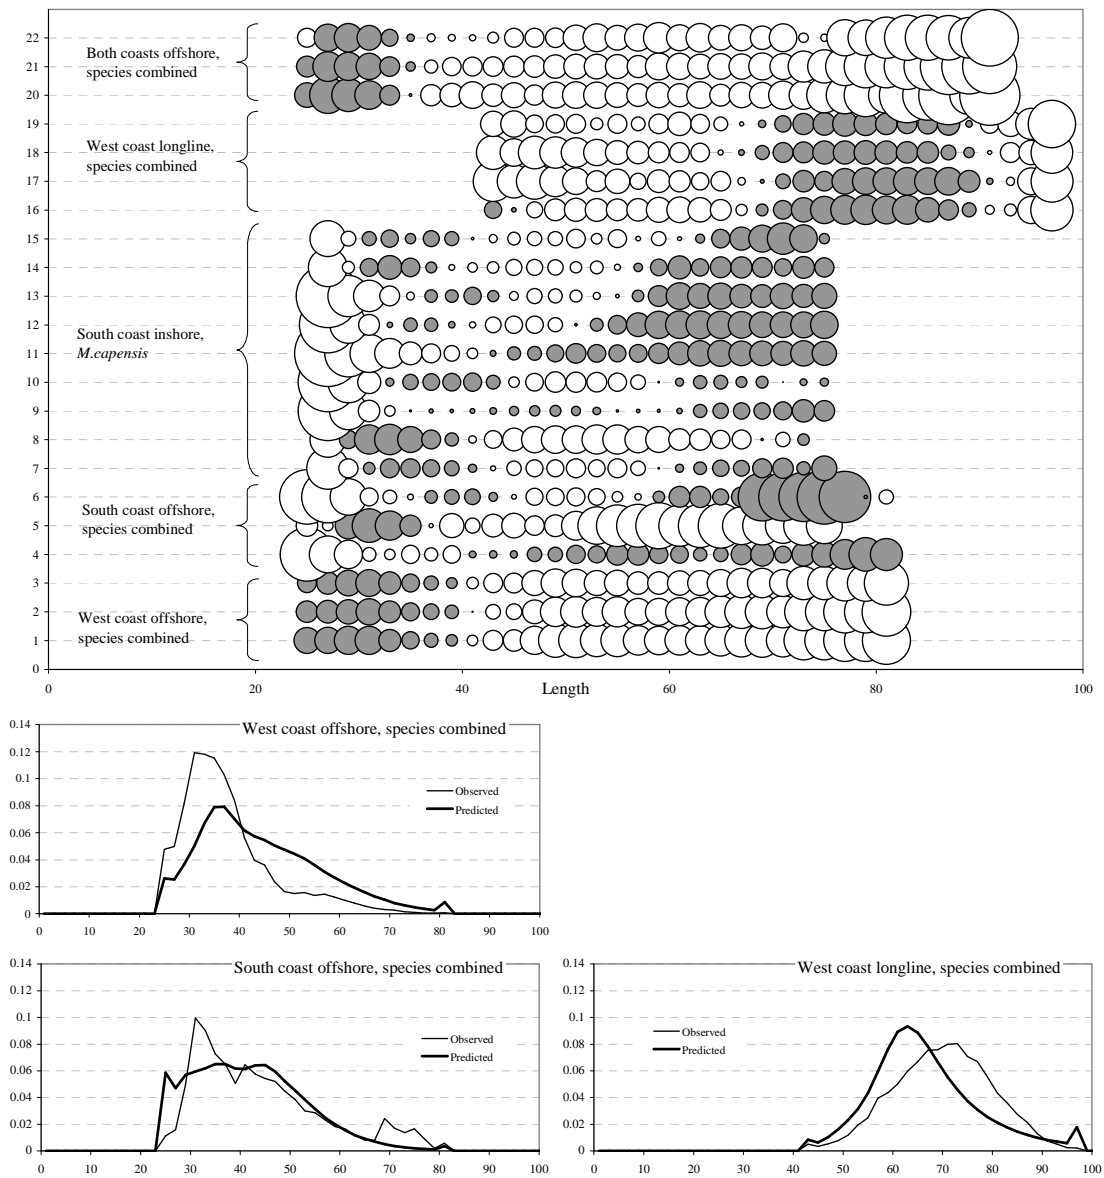 22
21
20
19
18
17
16
15
14
13
12
11
10
9
8
7
6
5
4
3
2
1
0
Both coasts offshore,
species combined
West coast longline,
species combined
South coast inshore,
M.capensis
South coast offshore,
species combined
West coast offshore,
species combined
0 20 40 60 80 100
Length
West coast offshore, species combined
0.14
0.12
0.1
0.08
0.06
0.04
0.02
0
Observed
Predicted
0 10 20 30 40 50 60 70 80 90 100
South coast offshore, species combined
0.14
0.12
0.1
0.08
0.06
0.04
0.02
0
Observed
Predicted
0 10 20 30 40 50 60 70 80 90 100
West coast longline, species combined
0.14
0.12
0.1
0.08
0.06
0.04
0.02
0
Observed
Predicted
0 10 20 30 40 50 60 70 80 90 100